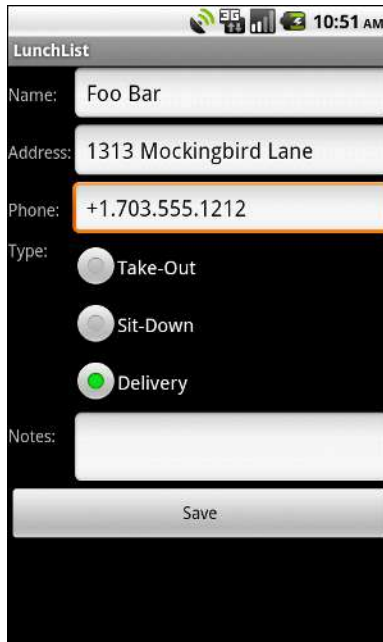 3G 10:51 AM
LunchList
Name: Foo Bar
Address: 1313 Mockingbird Lane
Phone: +1.703.555.1212
Type:
Take-Out
Sit-Down
Delivery
Notes:
Save